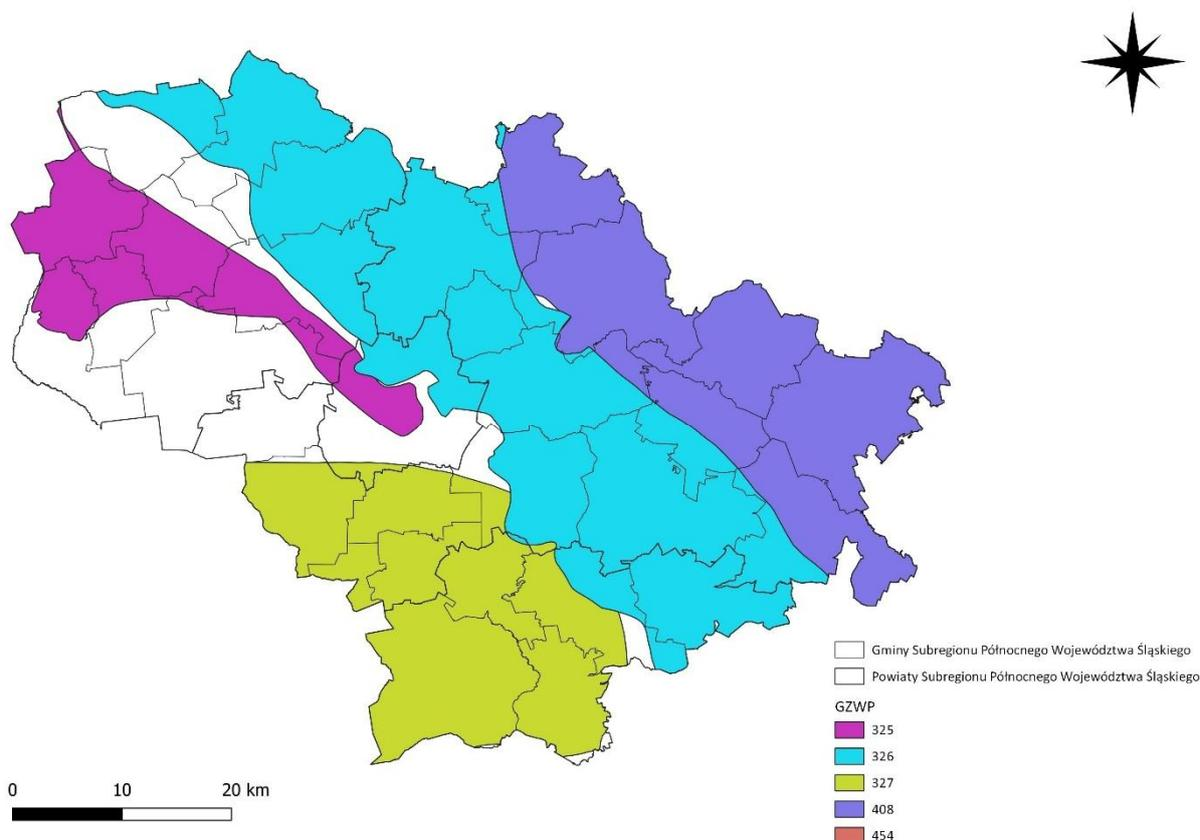 Gminy Subregionu Północnego Województwa Śląskiego
Powiaty Subregionu Północnego Województwa Śląskiego
GZWP
325
326
327
408
454
0 10 20 km